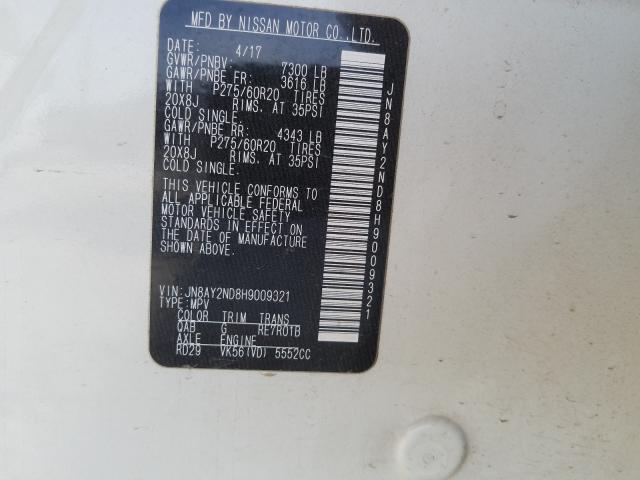 MFD BY NISSAN MOTOR CO.,LTD.
DATE: 4/17
GVWR/PNBV: 7300 LB
GAWR/PNBE FR: 3616 LB
WITH P275/60R20 TIRES
20X8J RIMS. AT 35PSI
COLD SINGLE.
GAWR/PNBE RR: 4343 LB
WITH P275/60R20 TIRES
20X8J RIMS. AT 35PSI
COLD SINGLE.
THIS VEHICLE CONFORMS TO
ALL APPLICABLE FEDERAL
MOTOR VEHICLE SAFETY
STANDARDS IN EFFECT ON
THE DATE OF MANUFACTURE
SHOWN ABOVE.
VIN:JN8AY2ND8H9009321
TYPE:MPV
COLOR TRIM TRANS
QAB G RE7R01B
AXLE ENGINE
RD29 VK56(VD) 5552CC
JN8AY2ND8H9009321